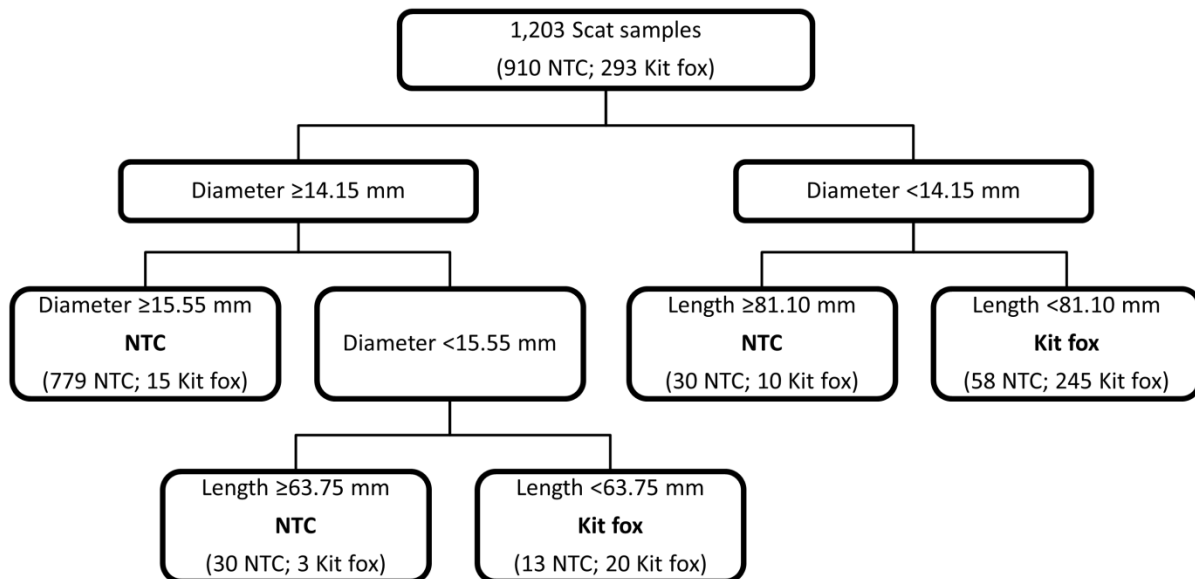 1,203 Scat samples
(910 NTC; 293 Kit fox)
Diameter ≥14.15 mm
Diameter <14.15 mm
Diameter ≥15.55 mm
NTC
(779 NTC; 15 Kit fox)
Diameter <15.55 mm
Length ≥81.10 mm
NTC
(30 NTC; 10 Kit fox)
Length <81.10 mm
Kit fox
(58 NTC; 245 Kit fox)
Length ≥63.75 mm
NTC
(30 NTC; 3 Kit fox)
Length <63.75 mm
Kit fox
(13 NTC; 20 Kit fox)